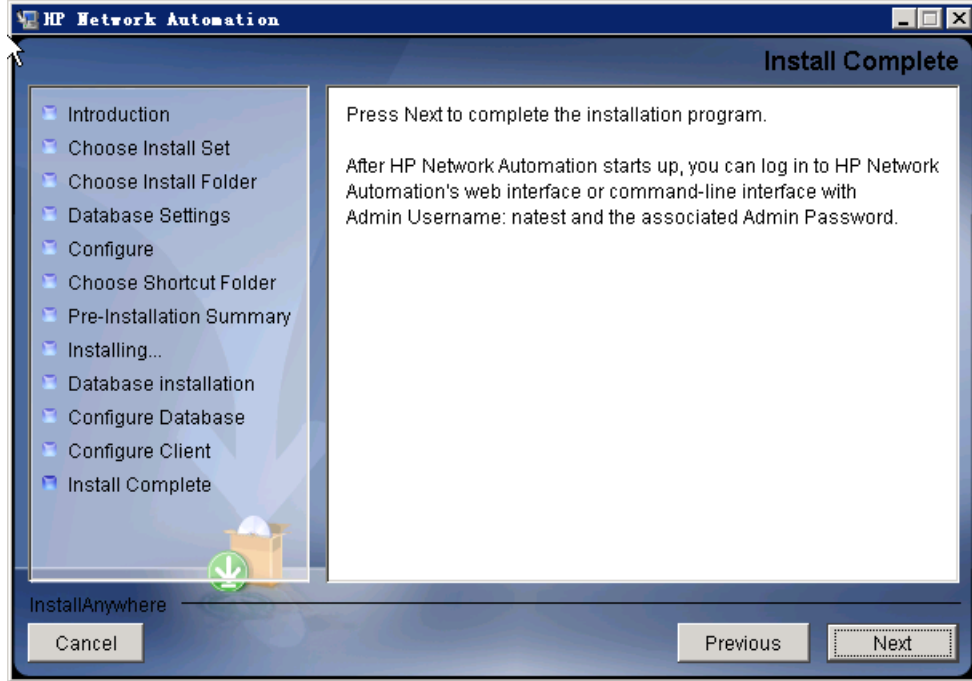 HP Network Automation
Install Complete
Introduction
Choose Install Set
Choose Install Folder
Database Settings
Configure
Choose Shortcut Folder
Pre-Installation Summary
Installing...
Database installation
Configure Database
Configure Client
Install Complete
Press Next to complete the installation program.
After HP Network Automation starts up, you can log in to HP Network
Automation's web interface or command-line interface with
Admin Username: natest and the associated Admin Password.
InstallAnywhere
Cancel
Previous
Next